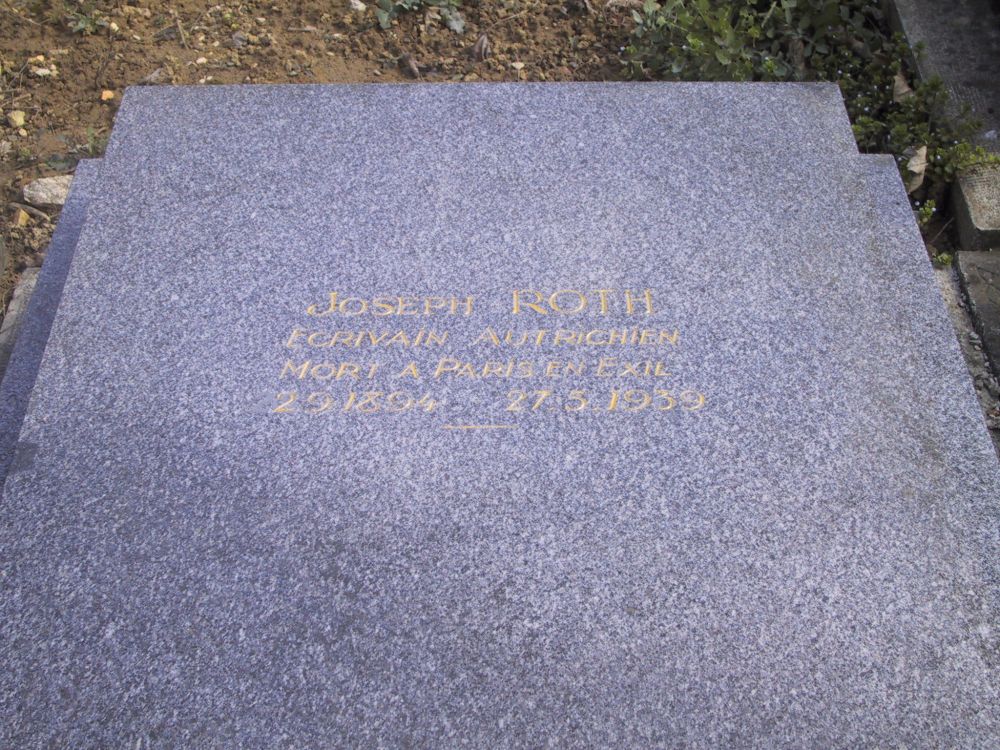 JOSEPH ROTH
ECRIVAIN AUTRICHIEN
MORT A PARIS EN EXIL
2.9.1894 27.5.1939